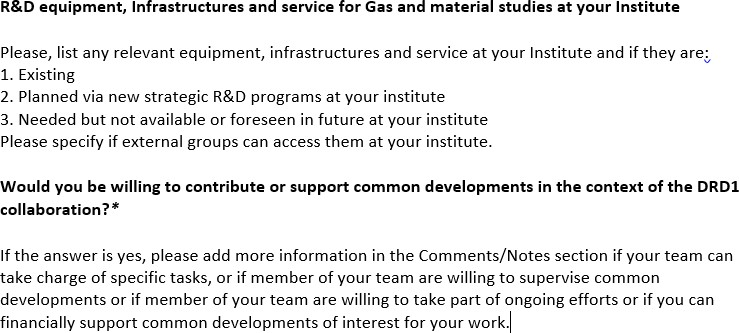 R&D equipment, Infrastructures and service for Gas and material studies at your Institute
Please, list any relevant equipment, infrastructures and service at your Institute and if they are:
1. Existing
2. Planned via new strategic R&D programs at your institute
3. Needed but not available or foreseen in future at your institute
Please specify if external groups can access them at your institute.
Would you be willing to contribute or support common developments in the context of the DRD1
collaboration?*
If the answer is yes, please add more information in the Comments/Notes section if your team can
take charge of specific tasks, or if member of your team are willing to supervise common
developments or if member of your team are willing to take part of ongoing efforts or if you can
financially support common developments of interest for your work.